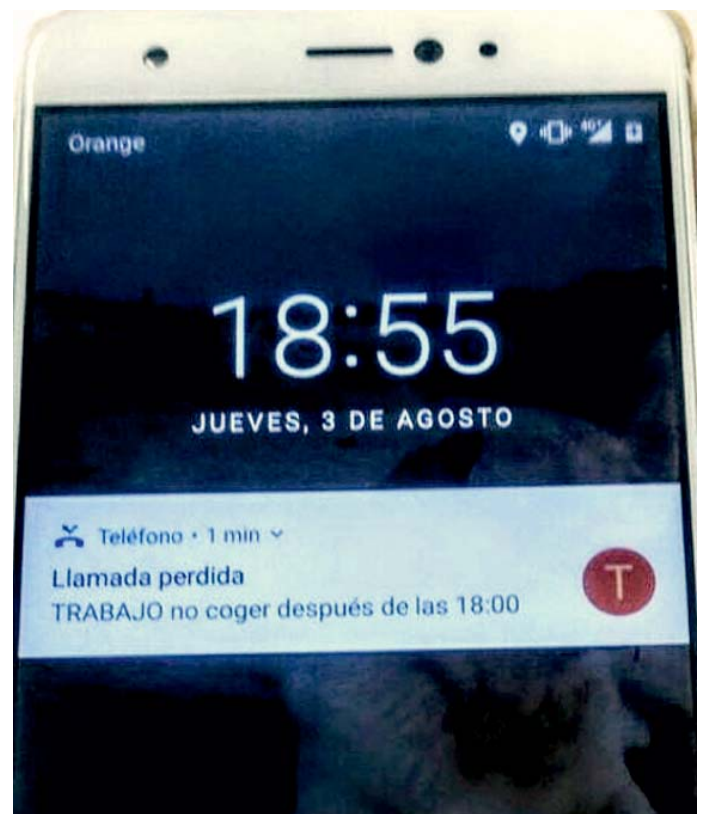 Orange
4G+
18:55
JUEVES, 3 DE AGOSTO
Teléfono • 1 min
Llamada perdida
TRABAJO no coger después de las 18:00
T